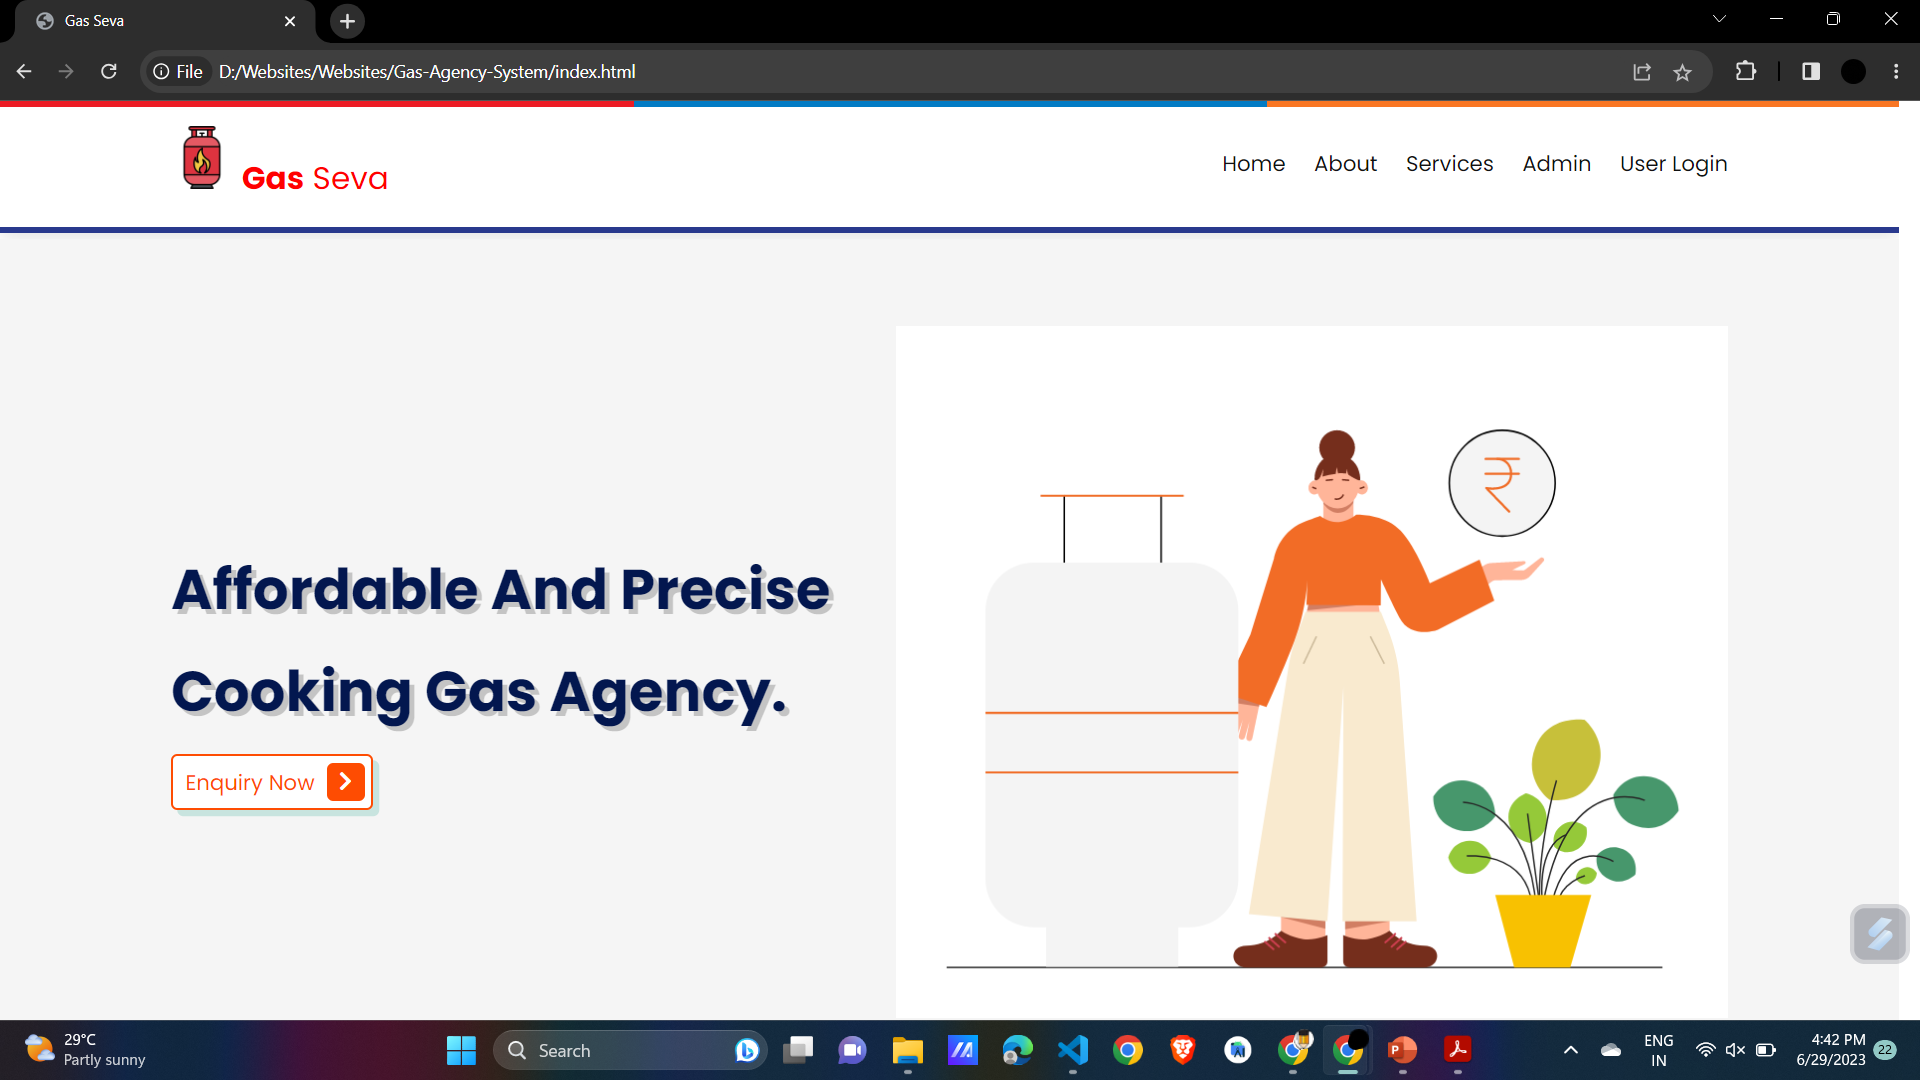 Gas Seva
File D:/Websites/Websites/Gas-Agency-System/index.html
Gas Seva
Home About Services Admin User Login
₹
Affordable And Precise
Cooking Gas Agency.
Enquiry Now
29°C
Partly sunny
Search
AI
P
ENG
IN
4:42 PM
6/29/2023
22